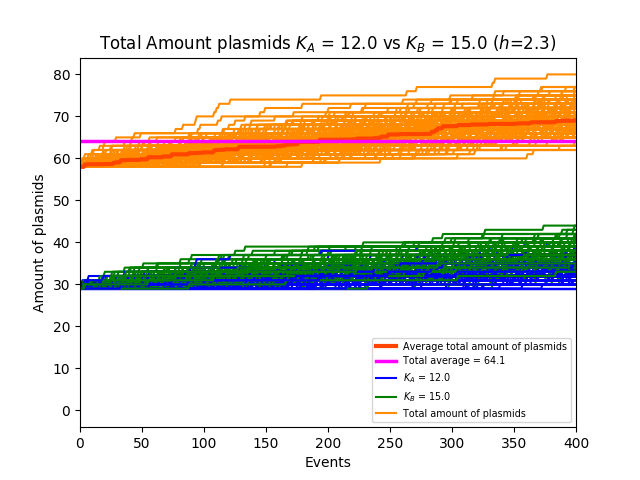 Total Amount plasmids K_A = 12.0 vs K_B = 15.0 (h=2.3)
80
70
60
50
40
30
20
10
0
Amount of plasmids
Average total amount of plasmids
Total average = 64.1
K_A = 12.0
K_B = 15.0
Total amount of plasmids
0 50 100 150 200 250 300 350 400
Events